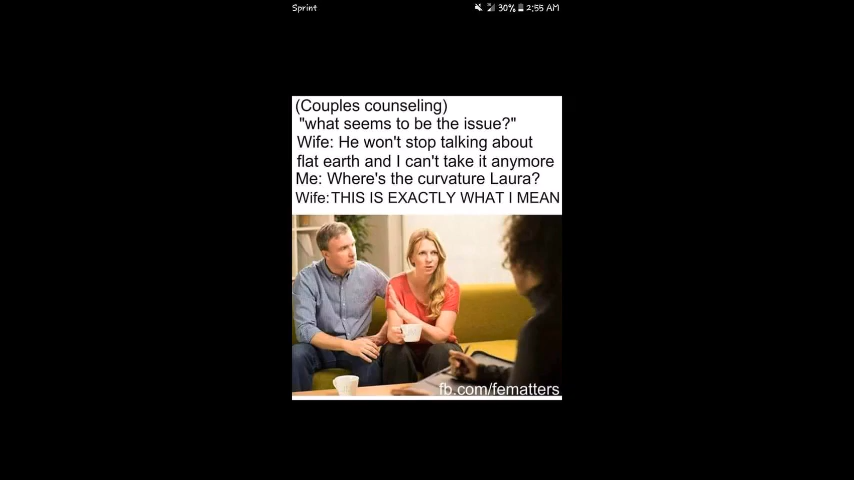 Sprint 30% 2:55 AM
(Couples counseling)
"what seems to be the issue?"
Wife: He won't stop talking about
flat earth and I can't take it anymore
Me: Where's the curvature Laura?
Wife: THIS IS EXACTLY WHAT I MEAN
fb.com/fematters